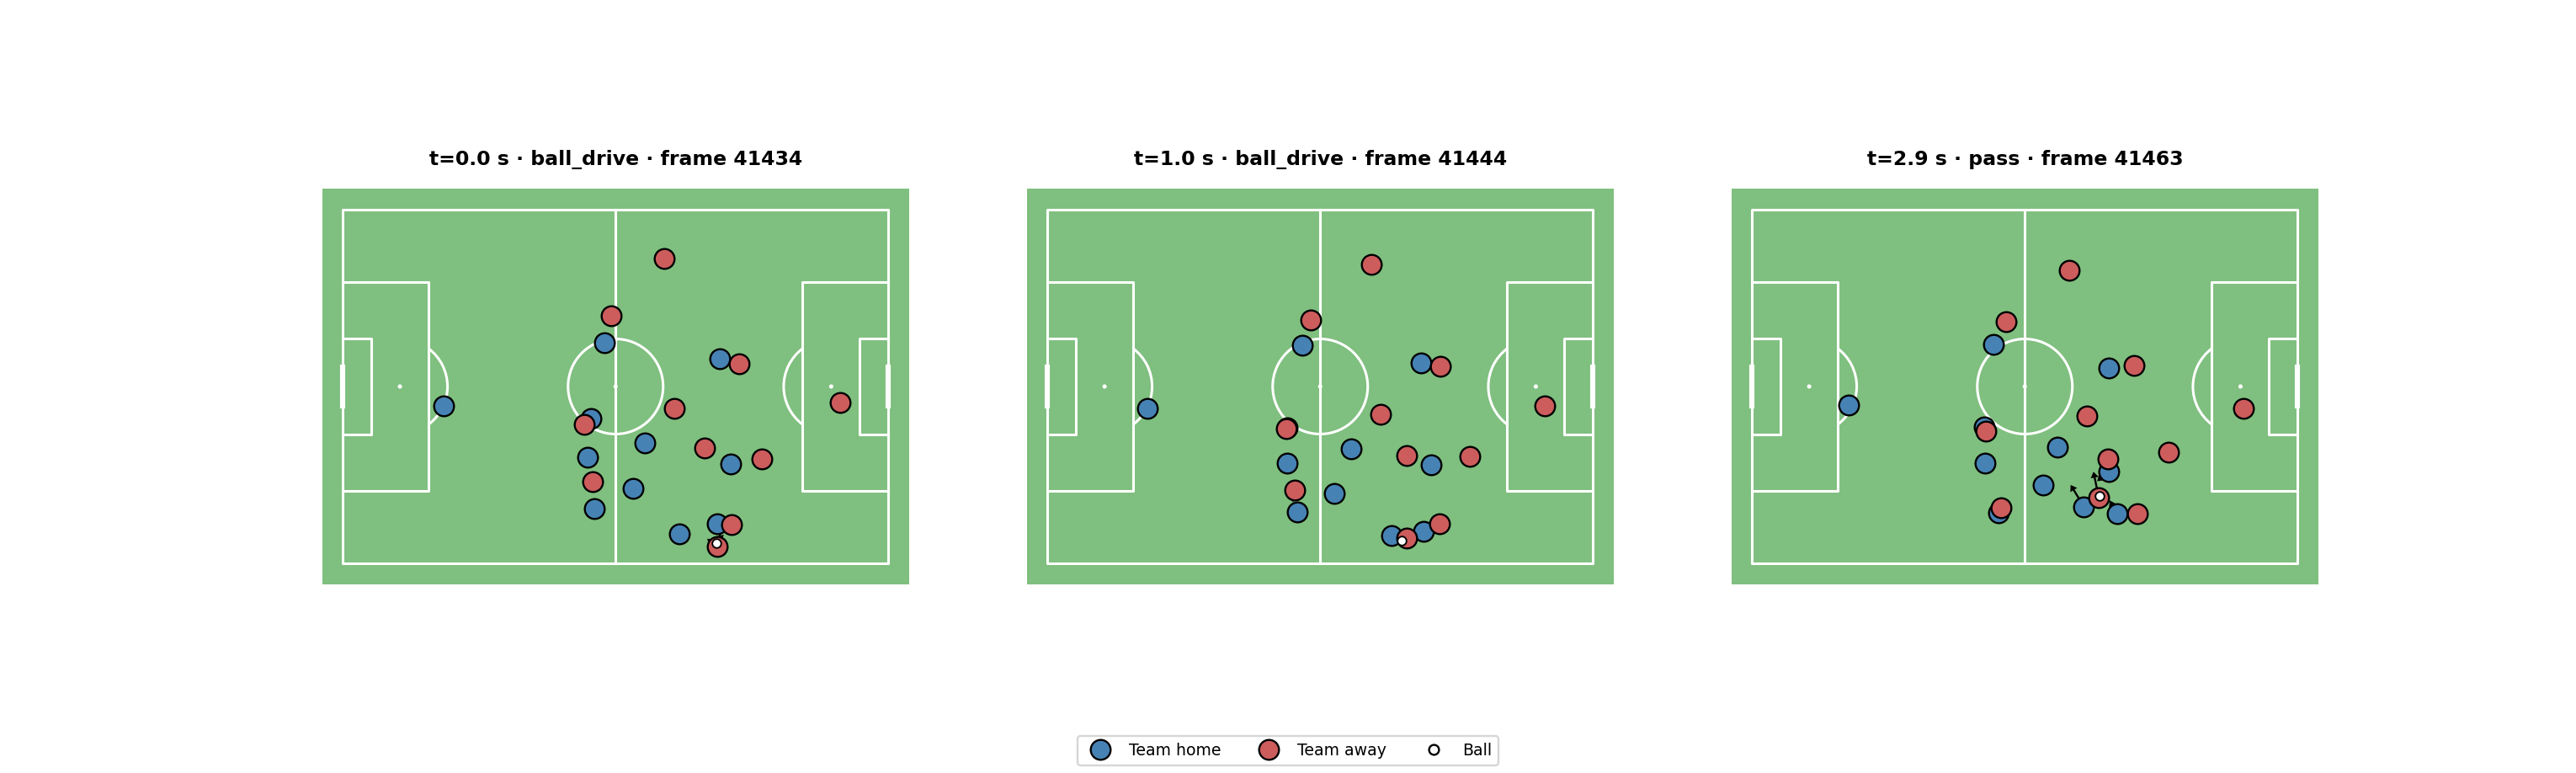 t=0.0 s · ball_drive · frame 41434
t=1.0 s · ball_drive · frame 41444
t=2.9 s · pass · frame 41463
Team home
Team away
Ball